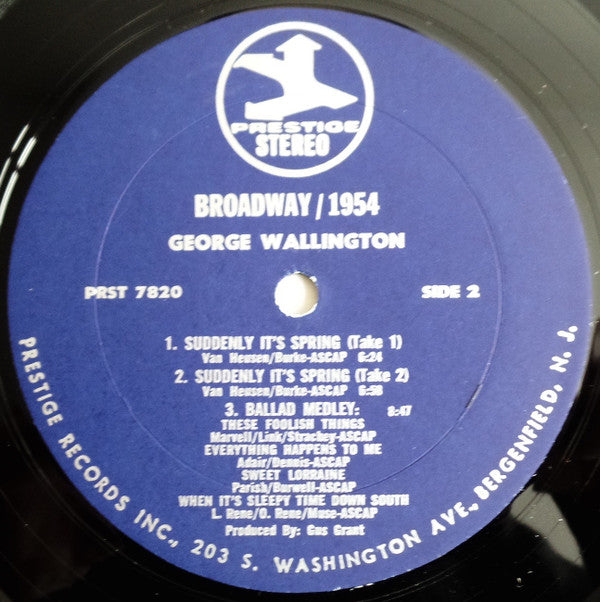 PRESTIGE
STEREO
BROADWAY / 1954
GEORGE WALLINGTON
PRST 7820
SIDE 2
1. SUDDENLY IT'S SPRING (Take 1)
Van Heusen/Burke-ASCAP 6:24
2. SUDDENLY IT'S SPRING (Take 2)
Van Heusen/Burke-ASCAP 6:58
3. BALLAD MEDLEY: 8:47
THESE FOOLISH THINGS
Marvell/Link/Strachey-ASCAP
EVERYTHING HAPPENS TO ME
Adair/Dennis-ASCAP
SWEET LORRAINE
Parish/Burwell-ASCAP
WHEN IT'S SLEEPY TIME DOWN SOUTH
L. Rene/O. Rene/Muse-ASCAP
Produced By: Gus Grant
PRESTIGE RECORDS INC., 203 S. WASHINGTON AVE., BERGENFIELD, N. J.